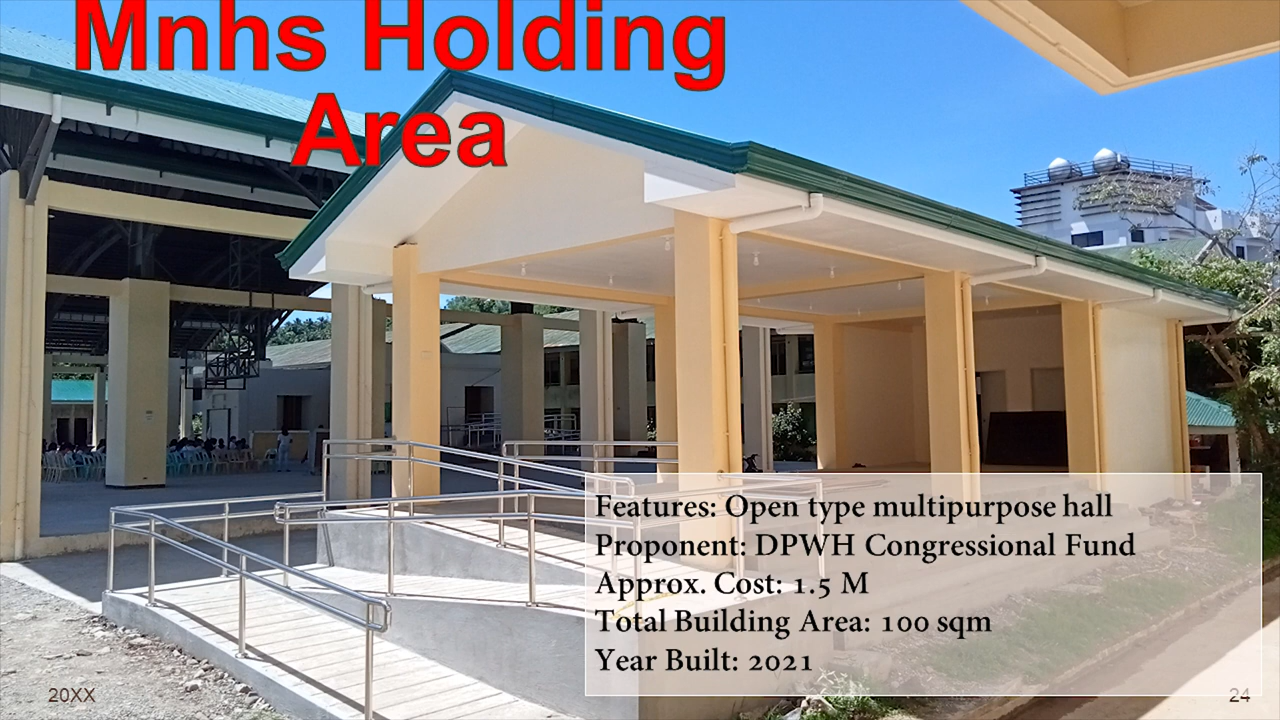 Mnhs Holding
Area
Features: Open type multipurpose hall
Proponent: DPWH Congressional Fund
Approx. Cost: 1.5 M
Total Building Area: 100 sqm
Year Built: 2021
20XX
24